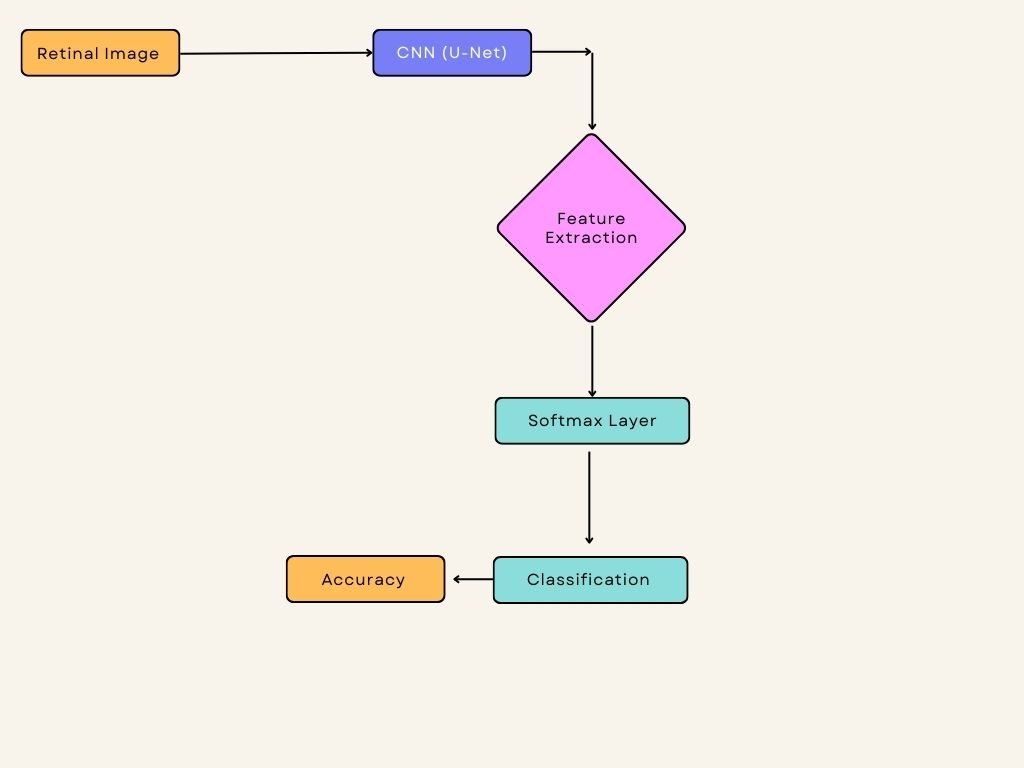 Retinal Image
CNN (U-Net)
Feature
Extraction
Softmax Layer
Accuracy
Classification